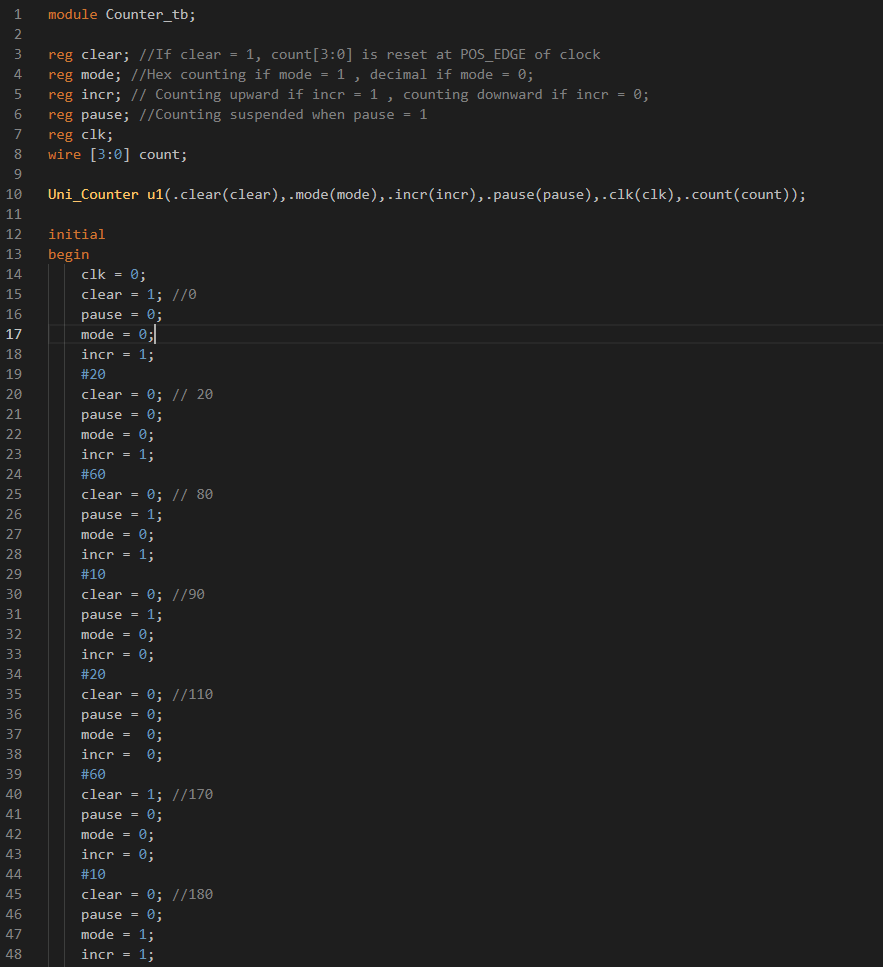 1 module Counter_tb;
2
3 reg clear; //If clear = 1, count[3:0] is reset at POS_EDGE of clock
4 reg mode; //Hex counting if mode = 1 , decimal if mode = 0;
5 reg incr; // Counting upward if incr = 1 , counting downward if incr = 0;
6 reg pause; //Counting suspended when pause = 1
7 reg clk;
8 wire [3:0] count;
9
10 Uni_Counter u1(.clear(clear),.mode(mode),.incr(incr),.pause(pause),.clk(clk),.count(count));
11
12 initial
13 begin
14     clk = 0;
15     clear = 1; //0
16     pause = 0;
17     mode = 0;
18     incr = 1;
19     #20
20     clear = 0; // 20
21     pause = 0;
22     mode = 0;
23     incr = 1;
24     #60
25     clear = 0; // 80
26     pause = 1;
27     mode = 0;
28     incr = 1;
29     #10
30     clear = 0; //90
31     pause = 1;
32     mode = 0;
33     incr = 0;
34     #20
35     clear = 0; //110
36     pause = 0;
37     mode =  0;
38     incr =  0;
39     #60
40     clear = 1; //170
41     pause = 0;
42     mode = 0;
43     incr = 0;
44     #10
45     clear = 0; //180
46     pause = 0;
47     mode = 1;
48     incr = 1;